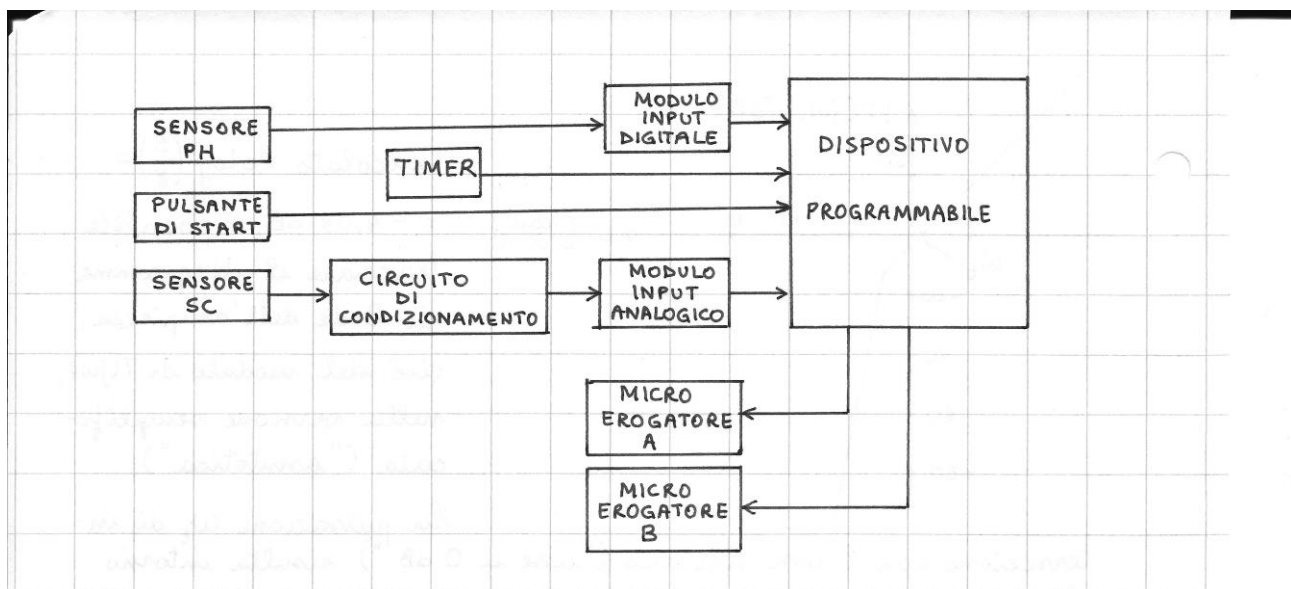 SENSORE
PH
TIMER
MODULO
INPUT
DIGITALE
DISPOSITIVO
PROGRAMMABILE
PULSANTE
DI START
SENSORE
SC
CIRCUITO
DI
CONDIZIONAMENTO
MODULO
INPUT
ANALOGICO
MICRO
EROGATORE
A
MICRO
EROGATORE
B